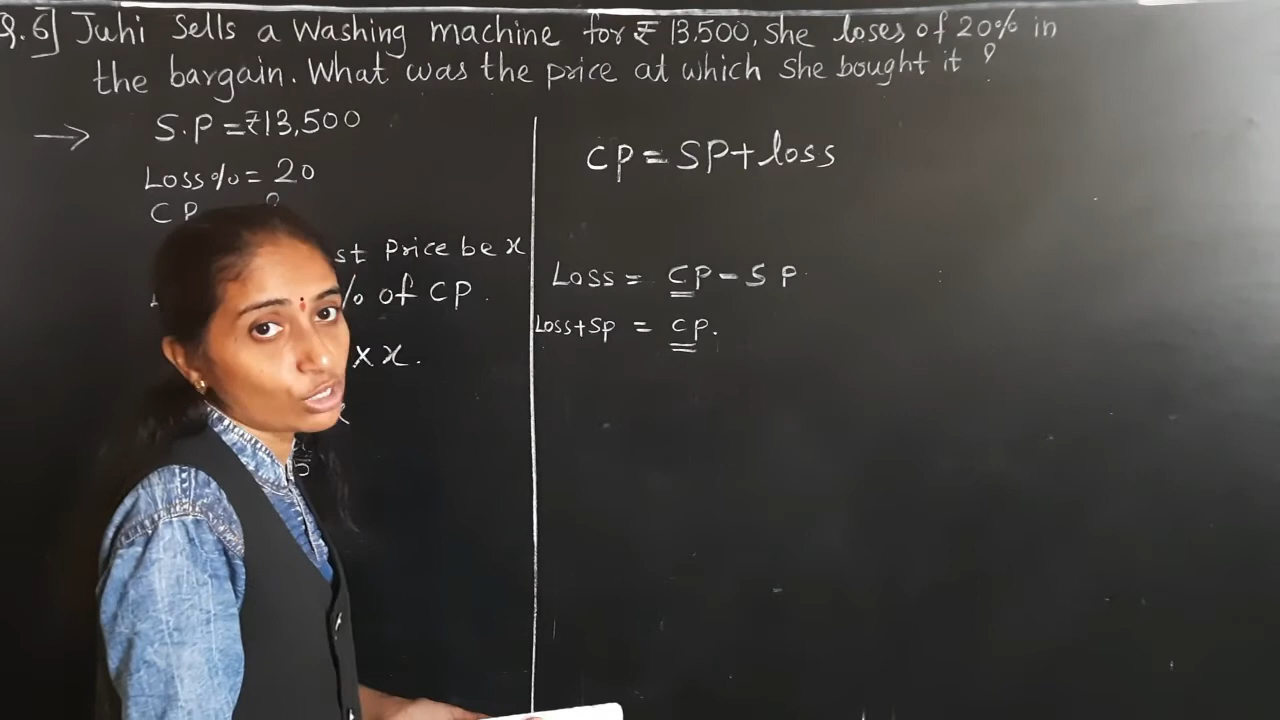 Q.6] Juhi Sells a Washing machine for ₹ 13,500, She loses of 20% in
the bargain. What was the price at which She bought it ?
→ S.P = ₹13,500
Loss % = 20
CP ?
st Price be x
% of CP.
x x.
5
CP = SP + loss
Loss = CP - SP
Loss + Sp = CP.